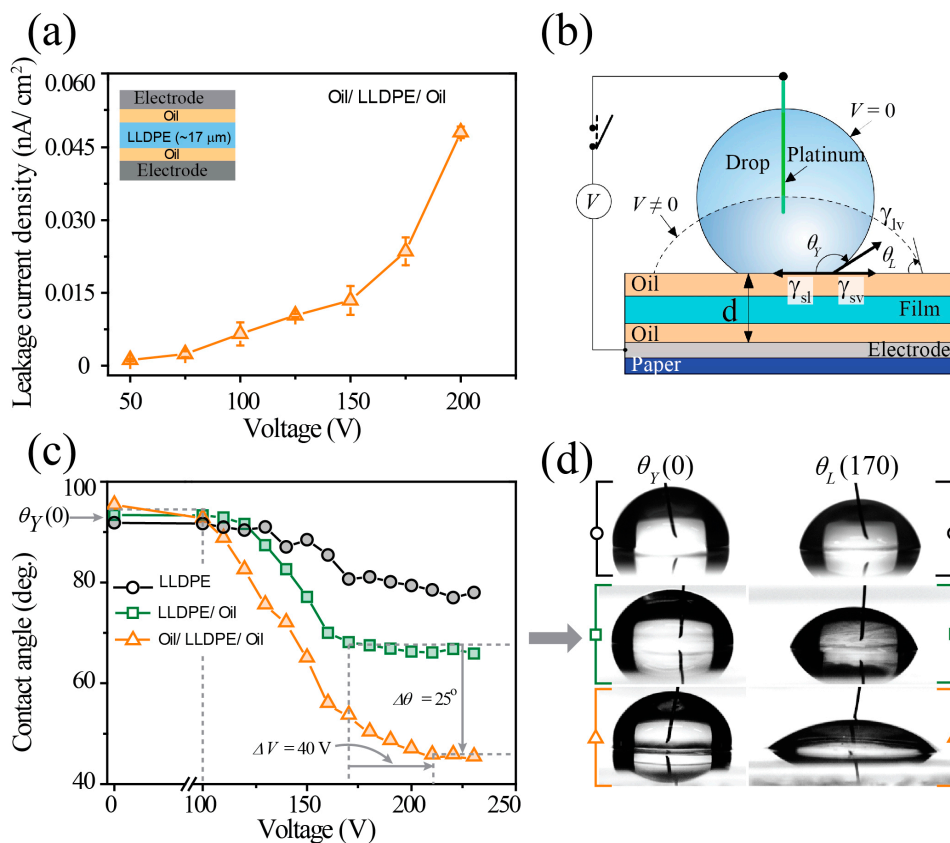 (a)
Leakage current density (nA/ cm²)
0.060
0.045
0.030
0.015
0
50
100
150
200
Voltage (V)
Oil/ LLDPE/ Oil
Electrode
Oil
LLDPE (~17 μm)
Oil
Electrode
(b)
V = 0
Drop
Platinum
V
V ≠ 0
γlv
θY
θL
Oil
γsl
γsv
d
Film
Oil
Electrode
Paper
(c)
Contact angle (deg.)
100
80
60
40
θY(0)
LLDPE
LLDPE/ Oil
Oil/ LLDPE/ Oil
Δθ = 25°
ΔV = 40 V
0
100
150
200
250
Voltage (V)
(d)
θY(0)
θL(170)